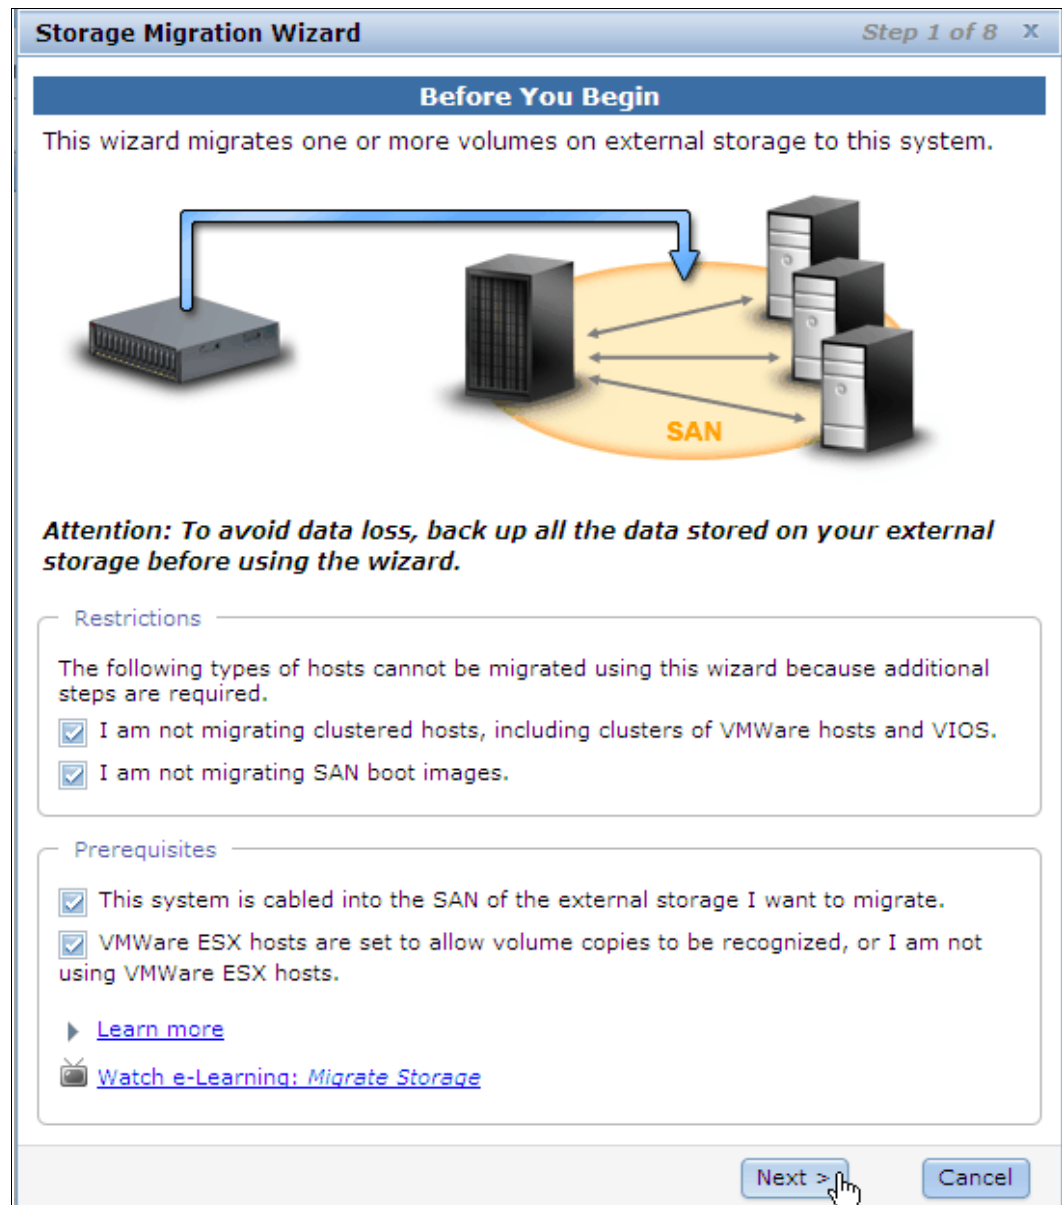 Storage Migration Wizard
Step 1 of 8 X
Before You Begin
This wizard migrates one or more volumes on external storage to this system.
SAN
Attention: To avoid data loss, back up all the data stored on your external
storage before using the wizard.
Restrictions
The following types of hosts cannot be migrated using this wizard because additional
steps are required.
I am not migrating clustered hosts, including clusters of VMWare hosts and VIOS.
I am not migrating SAN boot images.
Prerequisites
This system is cabled into the SAN of the external storage I want to migrate.
VMWare ESX hosts are set to allow volume copies to be recognized, or I am not
using VMWare ESX hosts.
Learn more
Watch e-Learning: Migrate Storage
Next >
Cancel